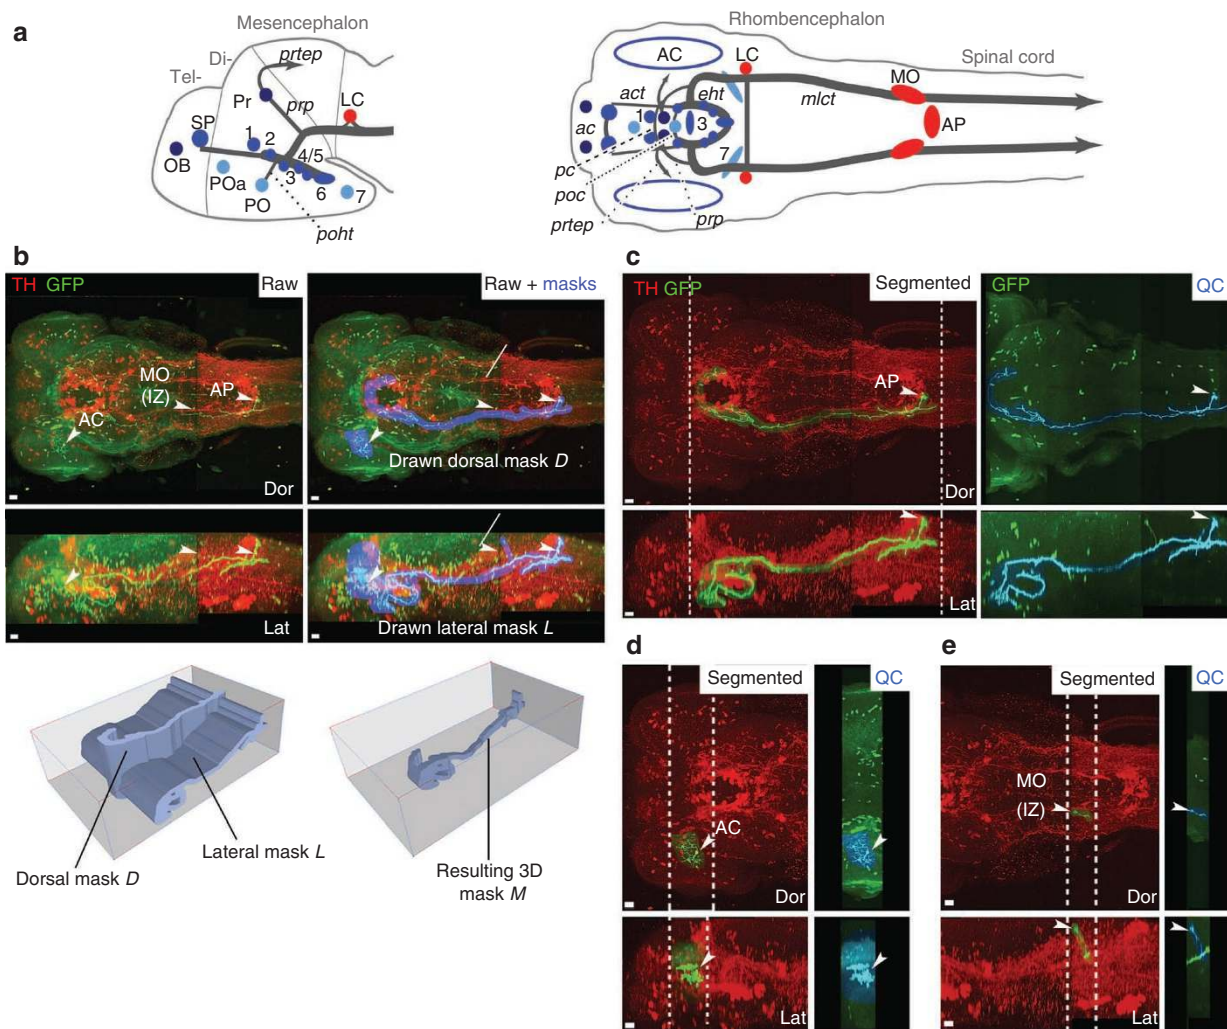 a
Mesencephalon
Di-
Tel-
prtep
Pr
prp
LC
SP
1
2
OB
4/5
POa
3
6
7
PO
poht
Rhombencephalon
Spinal cord
AC
LC
MO
act
eht
mlct
ac
1
3
AP
7
pc
poc
prtep
prp
b
TH GFP
Raw
MO
(IZ)
AP
AC
Dor
Raw + masks
Drawn dorsal mask D
Lat
Drawn lateral mask L
Dorsal mask D
Lateral mask L
Resulting 3D
mask M
c
TH GFP
Segmented
AP
Dor
GFP
QC
Lat
d
Segmented
QC
AC
Dor
Lat
e
Segmented
QC
MO
(IZ)
Dor
Lat